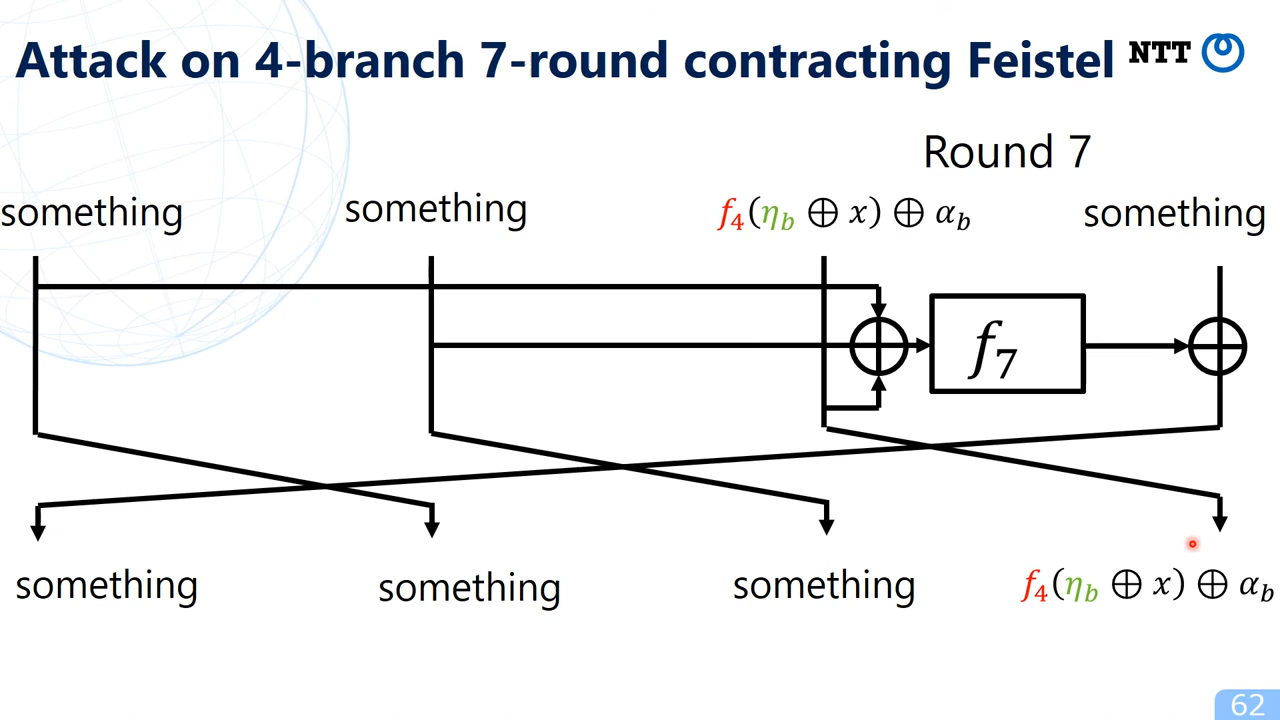 Attack on 4-branch 7-round contracting Feistel
NTT
Round 7
something something f₄(η_b ⊕ x) ⊕ α_b something
f₇
something something something f₄(η_b ⊕ x) ⊕ α_b
62